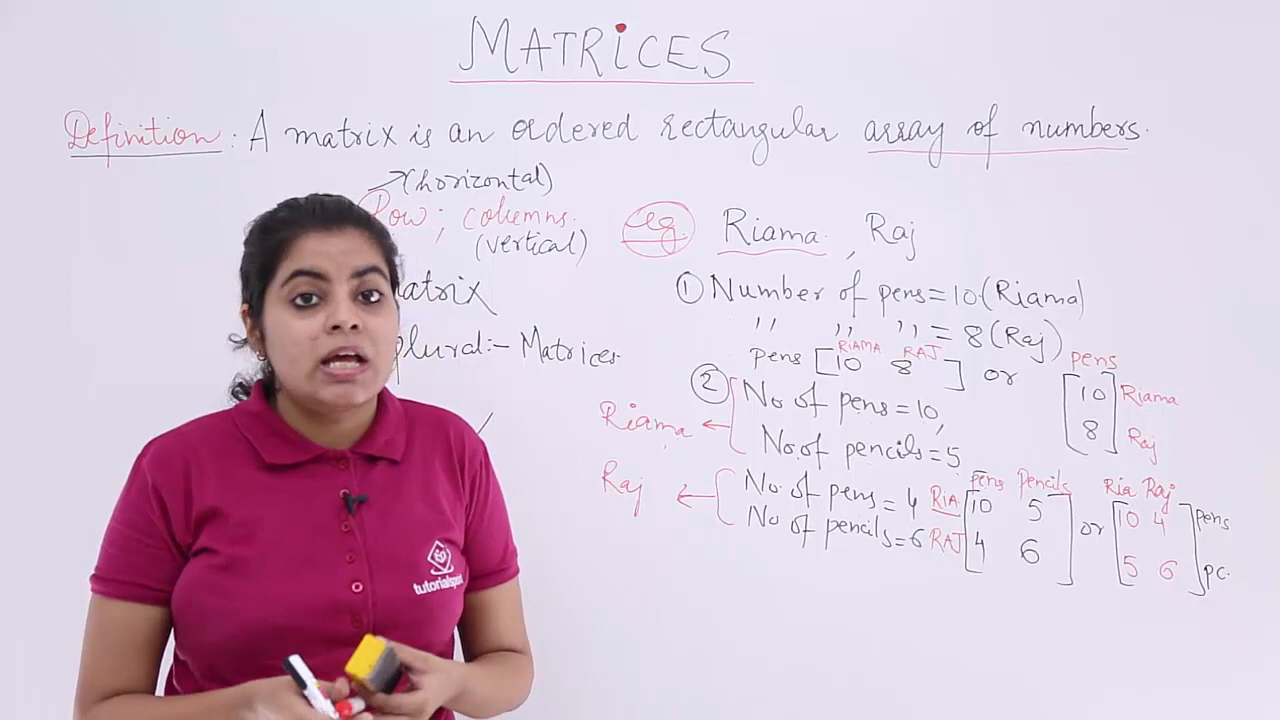 MATRiCES
Definition: A matrix is an ordered rectangular array of numbers.
(horizontal)
Row; columns.
(vertical)
matrix
plural:- Matrices.
eg. Riama, Raj
① Number of pens=10.(Riama)
" " " = 8(Raj)
RiAMA RAJ
pens [10 8] or
pens
[10 Riama
8] Raj
② No of pens=10,
Riama ←
No. of pencils=5
Raj ←
No. of pens=4
No of pencils=6
pens Pencils
RiA [10 5
RAJ 4 6] or
Ria Raj
[10 4 pens
5 6] pc.
tutorialspoint